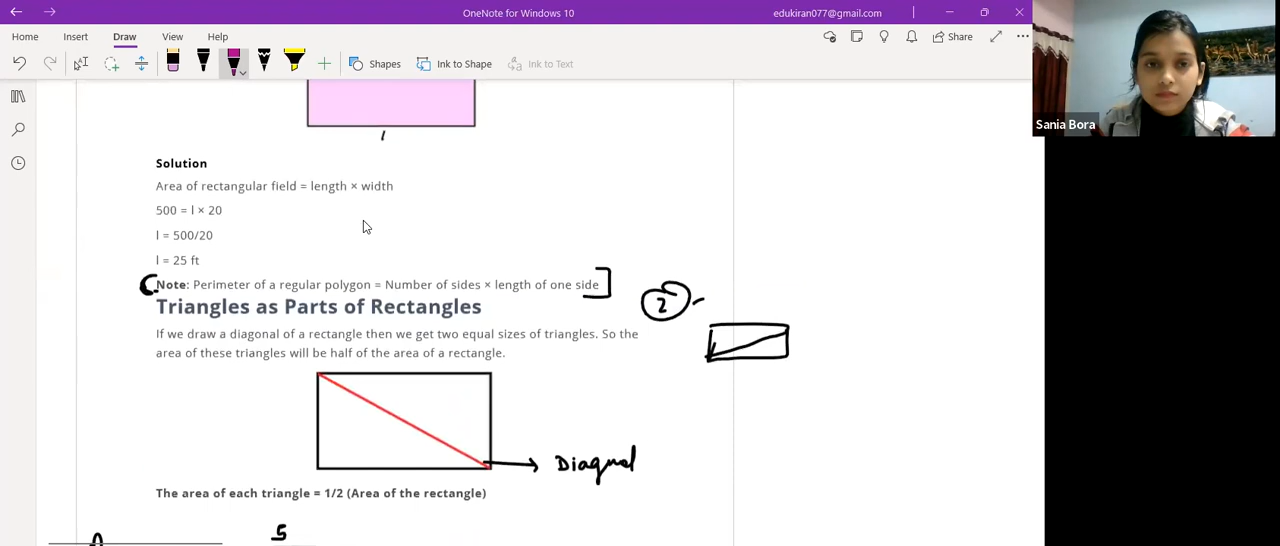 OneNote for Windows 10
edukiran077@gmail.com
Home Insert Draw View Help
Share
Shapes
Ink to Shape
Ink to Text
Sania Bora
l
Solution
Area of rectangular field = length × width
500 = l × 20
l = 500/20
l = 25 ft
Note: Perimeter of a regular polygon = Number of sides × length of one side
2
Triangles as Parts of Rectangles
If we draw a diagonal of a rectangle then we get two equal sizes of triangles. So the
area of these triangles will be half of the area of a rectangle.
Diagnol
The area of each triangle = 1/2 (Area of the rectangle)
A
5